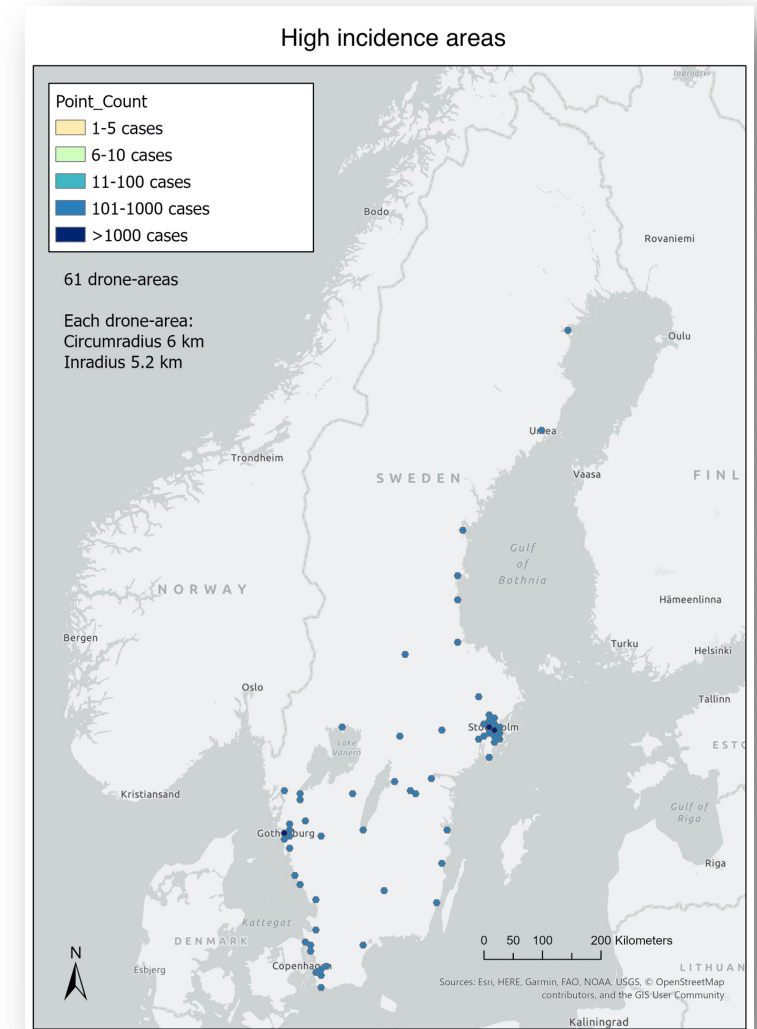 High incidence areas
Point_Count
1-5 cases
6-10 cases
11-100 cases
101-1000 cases
>1000 cases
61 drone-areas
Each drone-area:
Circumradius 6 km
Inradius 5.2 km
Inarijärvi
Bodo
Rovaniemi
Oulu
Umea
Trondheim
Vaasa
SWEDEN
FINL
Gulf
of
Bothnia
NORWAY
Hämeenlinna
Bergen
Turku
Helsinki
Oslo
Tallinn
Stockholm
ESTO
Lake
Vänern
Kristiansand
Gulf of
Riga
Gothenburg
Riga
Kattegat
DENMARK
N
0 50 100 200 Kilometers
Esbjerg
Copenhagen
LITHUAN
Sources: Esri, HERE, Garmin, FAO, NOAA, USGS, © OpenStreetMap
contributors, and the GIS User Community
Kaliningrad